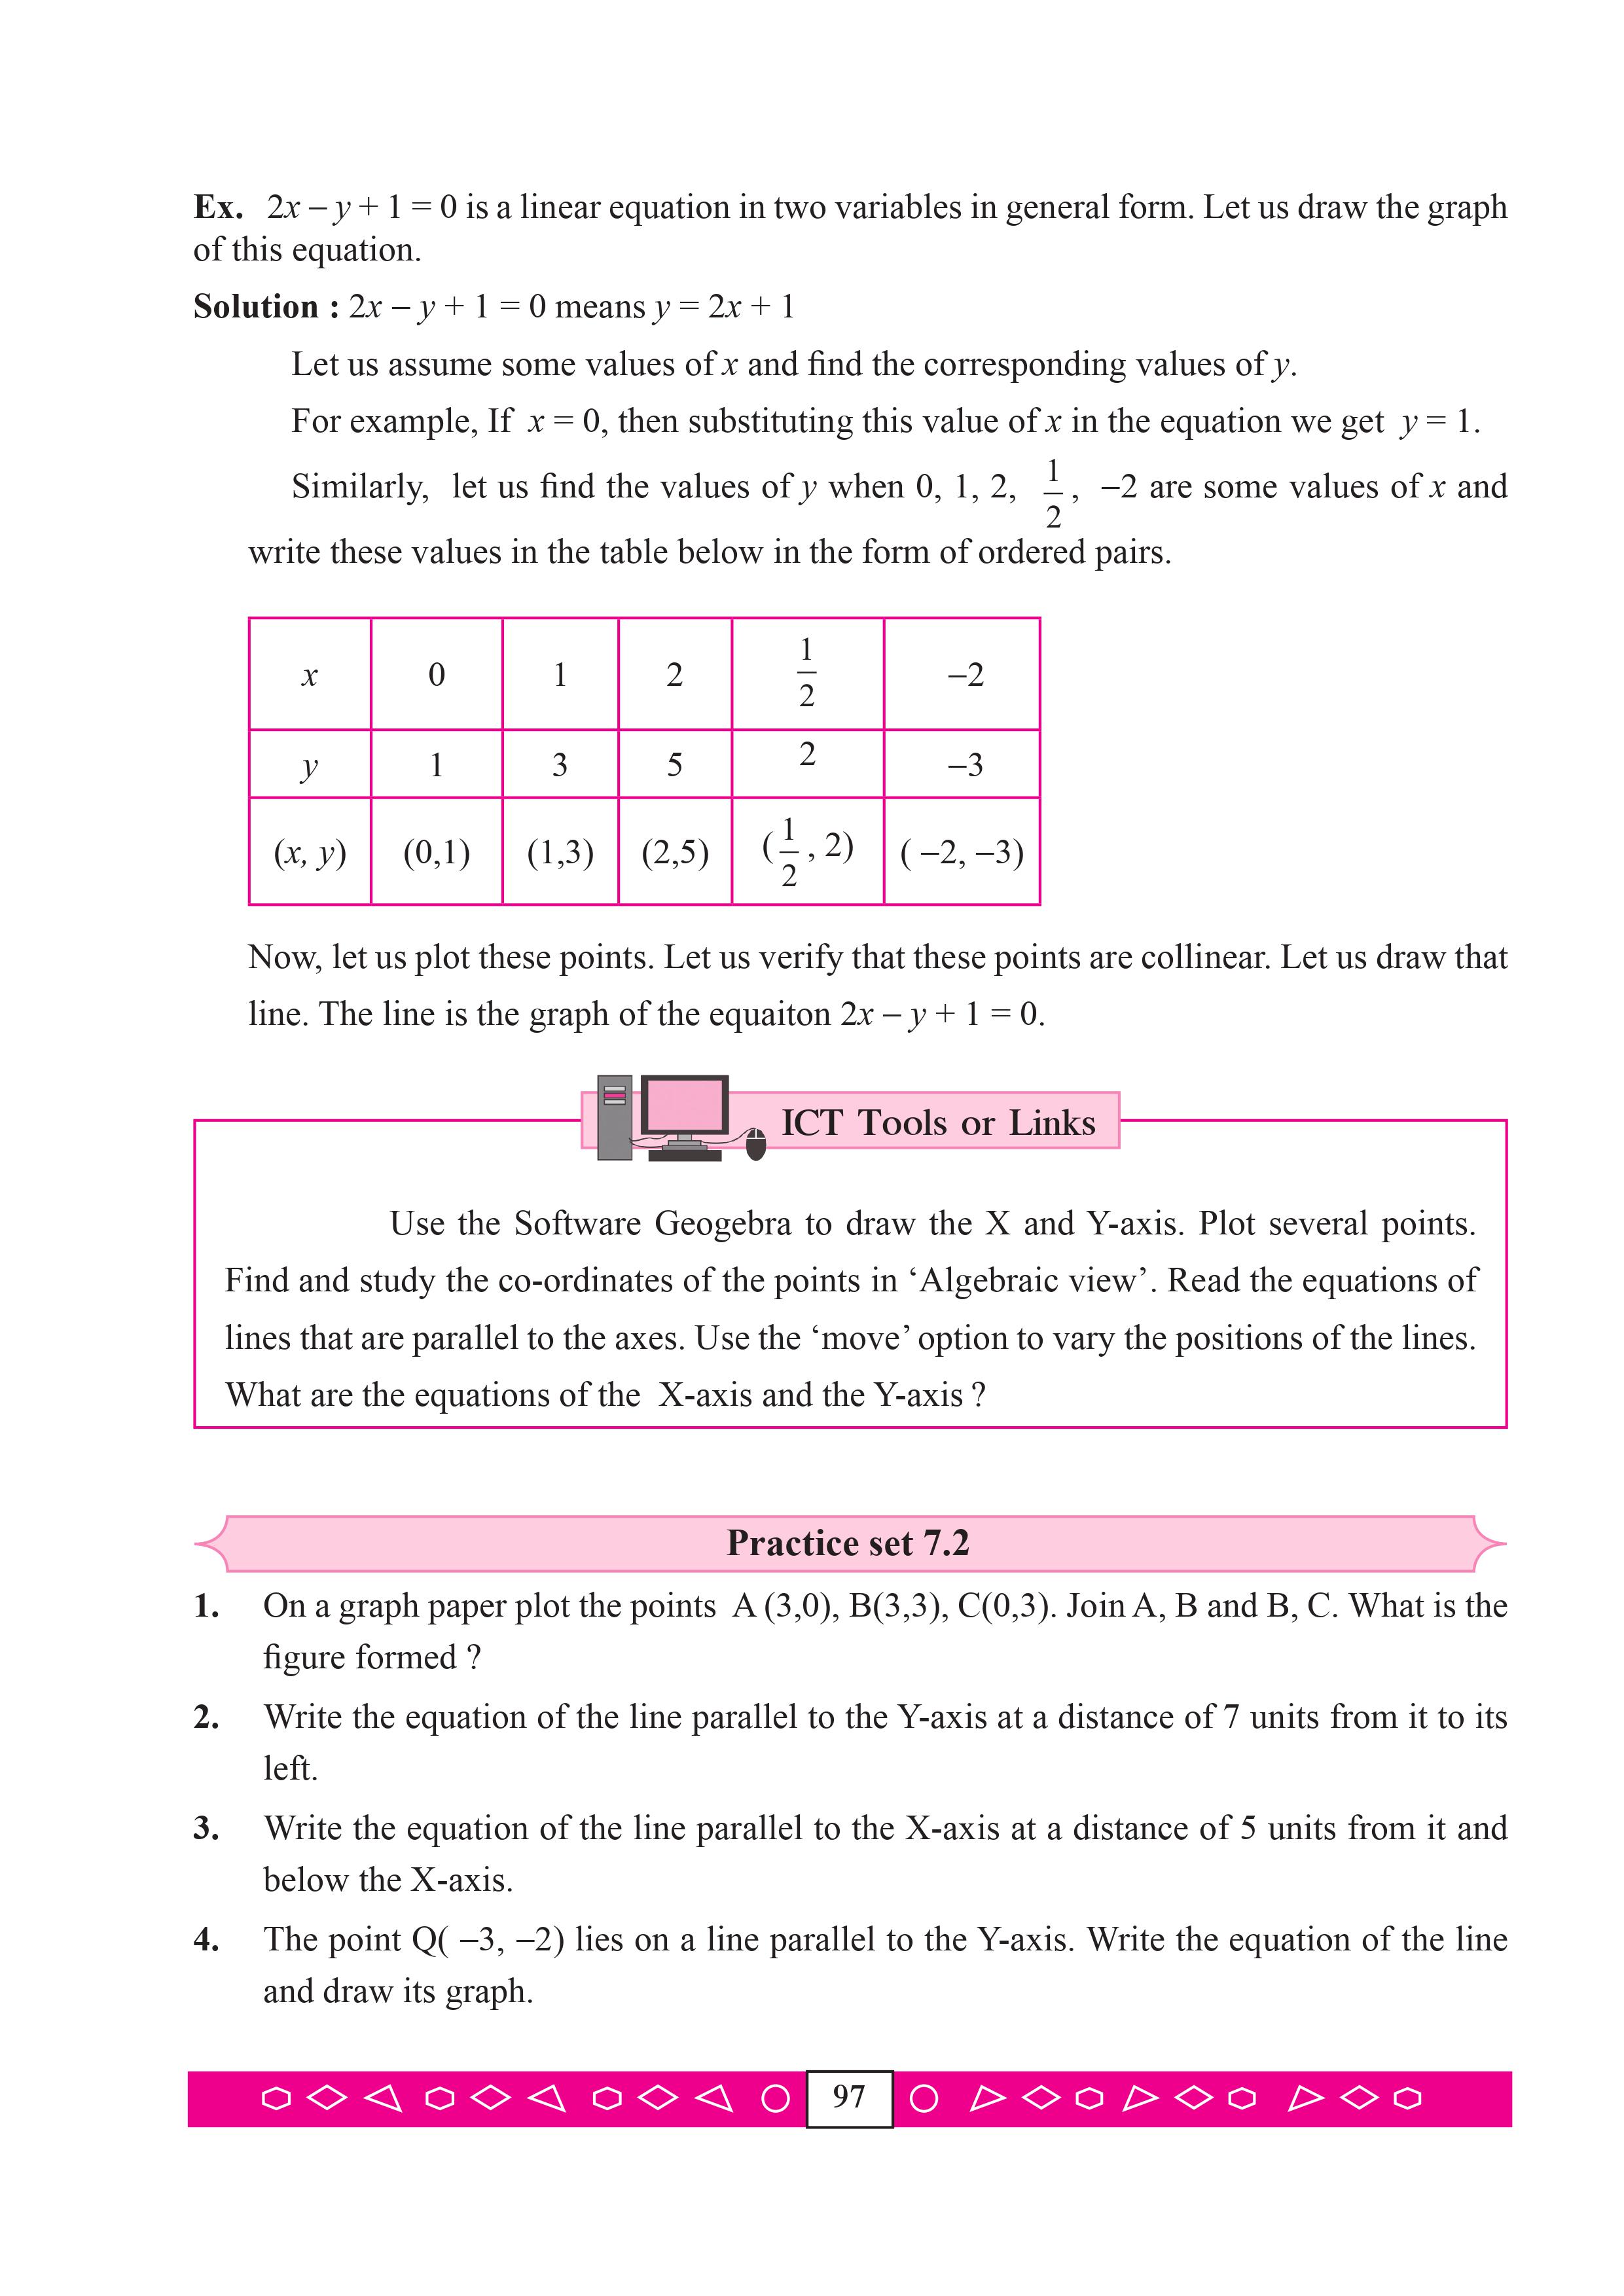 Ex. 2x – y + 1 = 0 is a linear equation in two variables in general form. Let us draw the graph
of this equation.
Solution : 2x – y + 1 = 0 means y = 2x + 1
Let us assume some values of x and find the corresponding values of y.
For example, If x = 0, then substituting this value of x in the equation we get y = 1.
Similarly, let us find the values of y when 0, 1, 2, 1/2, –2 are some values of x and
write these values in the table below in the form of ordered pairs.
x 0 1 2 1/2 –2
y 1 3 5 2 –3
(x, y) (0,1) (1,3) (2,5) (1/2, 2) ( –2, –3)
Now, let us plot these points. Let us verify that these points are collinear. Let us draw that
line. The line is the graph of the equaiton 2x – y + 1 = 0.
ICT Tools or Links
Use the Software Geogebra to draw the X and Y-axis. Plot several points.
Find and study the co-ordinates of the points in ‘Algebraic view’. Read the equations of
lines that are parallel to the axes. Use the ‘move’ option to vary the positions of the lines.
What are the equations of the X-axis and the Y-axis ?
Practice set 7.2
1. On a graph paper plot the points A (3,0), B(3,3), C(0,3). Join A, B and B, C. What is the
figure formed ?
2. Write the equation of the line parallel to the Y-axis at a distance of 7 units from it to its
left.
3. Write the equation of the line parallel to the X-axis at a distance of 5 units from it and
below the X-axis.
4. The point Q( –3, –2) lies on a line parallel to the Y-axis. Write the equation of the line
and draw its graph.
97